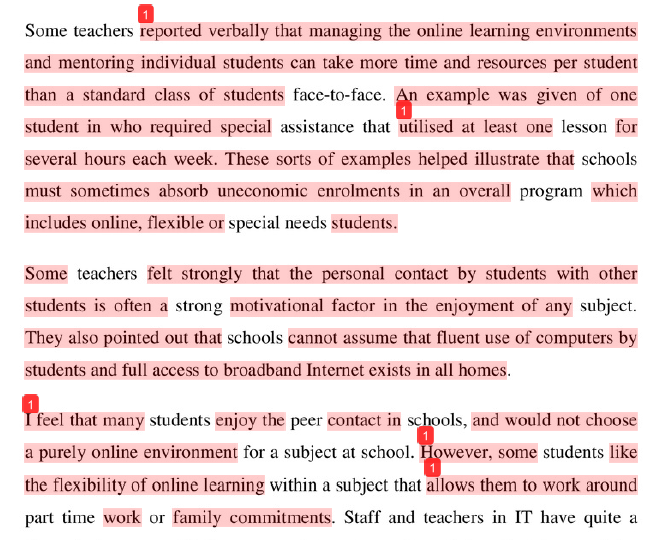 1
Some teachers reported verbally that managing the online learning environments
and mentoring individual students can take more time and resources per student
than a standard class of students face-to-face. An example was given of one
1
student in who required special assistance that utilised at least one lesson for
several hours each week. These sorts of examples helped illustrate that schools
must sometimes absorb uneconomic enrolments in an overall program which
includes online, flexible or special needs students.
Some teachers felt strongly that the personal contact by students with other
students is often a strong motivational factor in the enjoyment of any subject.
They also pointed out that schools cannot assume that fluent use of computers by
students and full access to broadband Internet exists in all homes.
1
I feel that many students enjoy the peer contact in schools, and would not choose
1
a purely online environment for a subject at school. However, some students like
1
the flexibility of online learning within a subject that allows them to work around
part time work or family commitments. Staff and teachers in IT have quite a